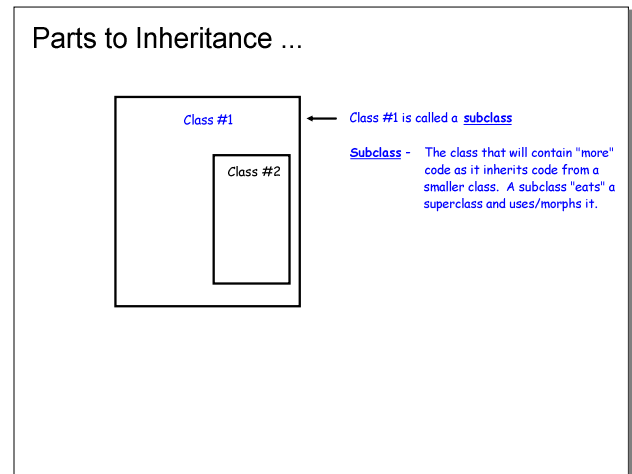 Parts to Inheritance ...
Class #1
Class #1 is called a subclass
Subclass - The class that will contain "more"
code as it inherits code from a
smaller class. A subclass "eats" a
superclass and uses/morphs it.
Class #2